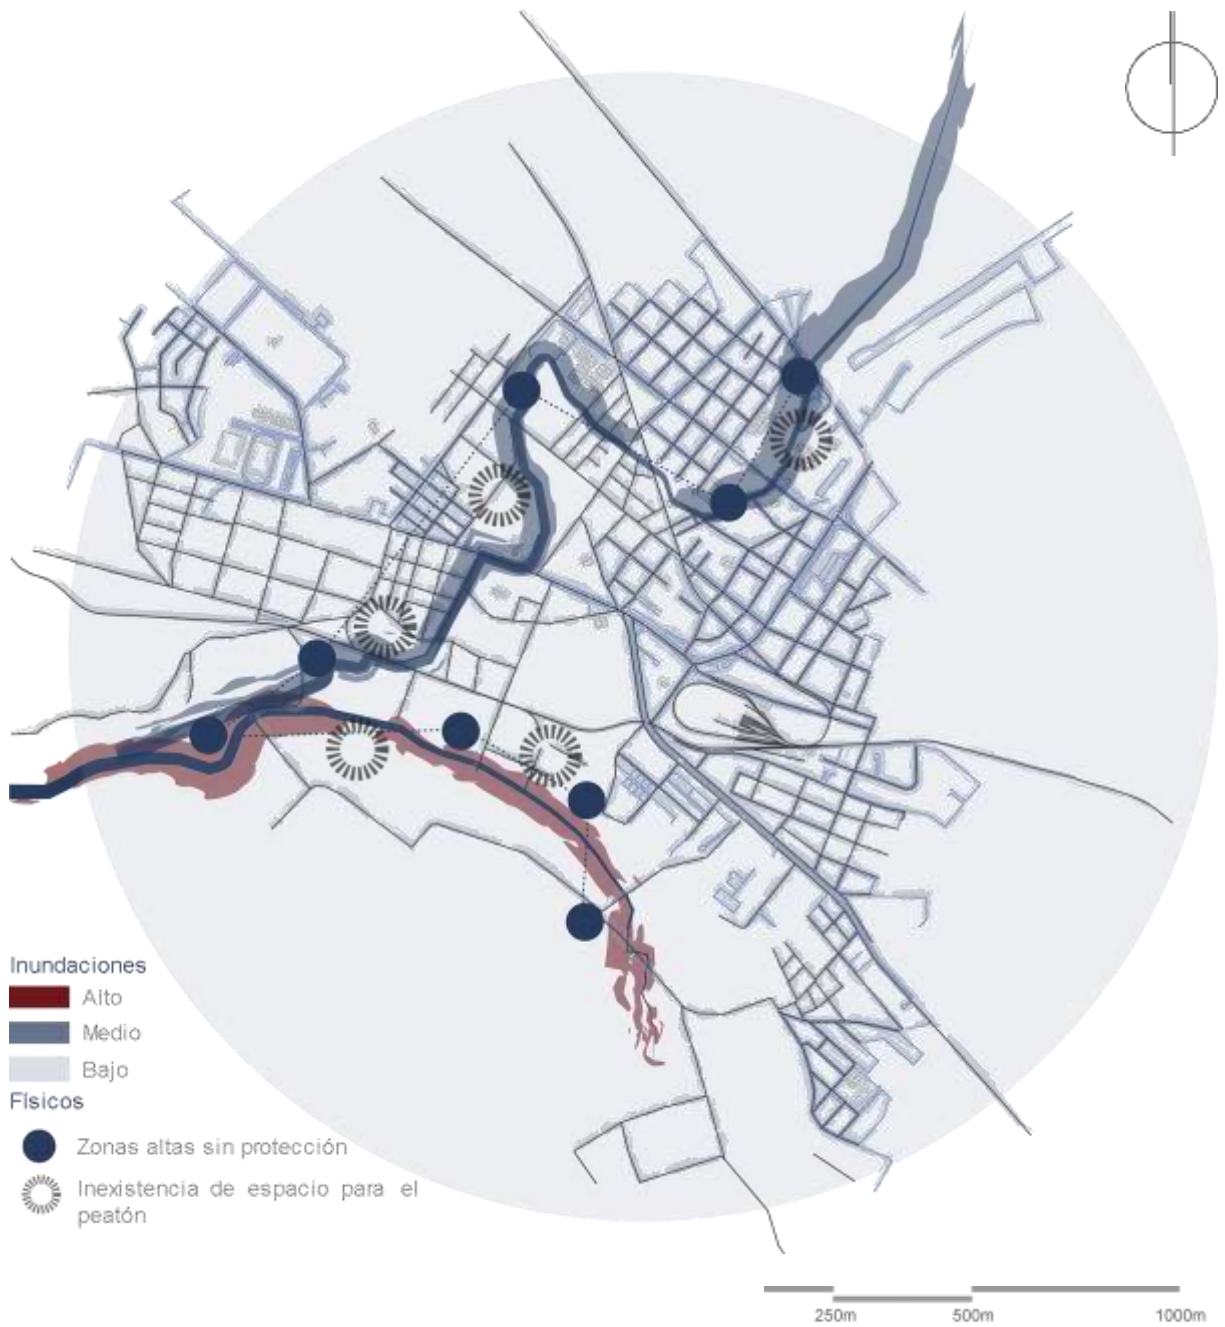 Inundaciones
Alto
Medio
Bajo
Físicos
Zonas altas sin protección
Inexistencia de espacio para el
peatón
250m 500m 1000m